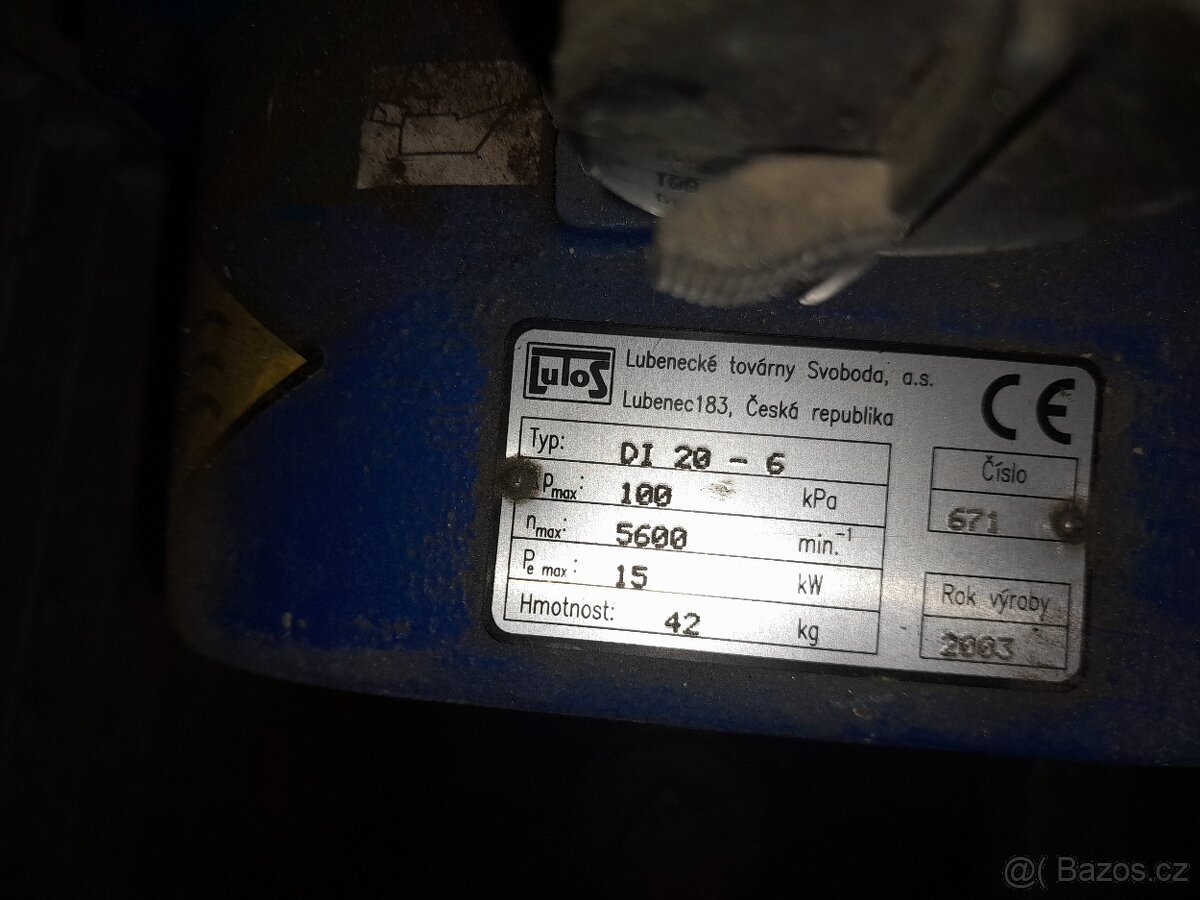 100
LUTOS
Lubenecké továrny Svoboda, a.s.
Lubenec183, Česká republika
CE
Typ: DI 20 - 6
Pmax: 100 kPa
nmax: 5600 min.-1
Pe max: 15 kW
Hmotnost: 42 kg
Číslo
671
Rok výroby
2003
@( Bazos.cz